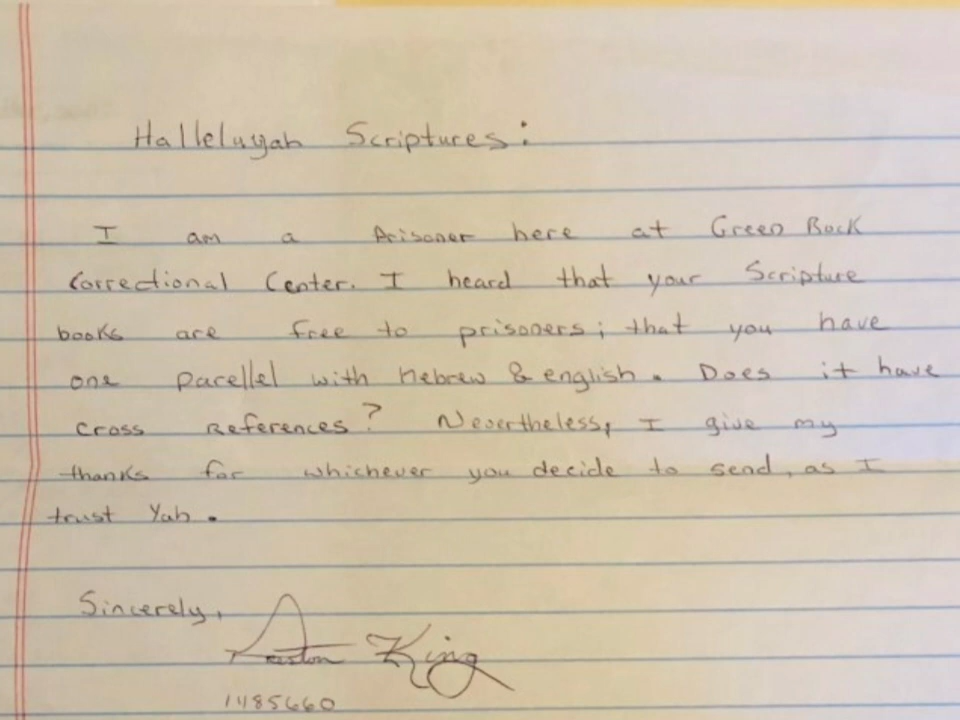 Halleluyah Scriptures:
I am a Prisoner here at Green Rock
Correctional Center. I heard that your Scripture
books are free to prisoners; that you have
one parellel with hebrew & english. Does it have
cross references? Nevertheless, I give my
thanks for whichever you decide to send, as I
trust Yah.
Sincerely,
King
1185660